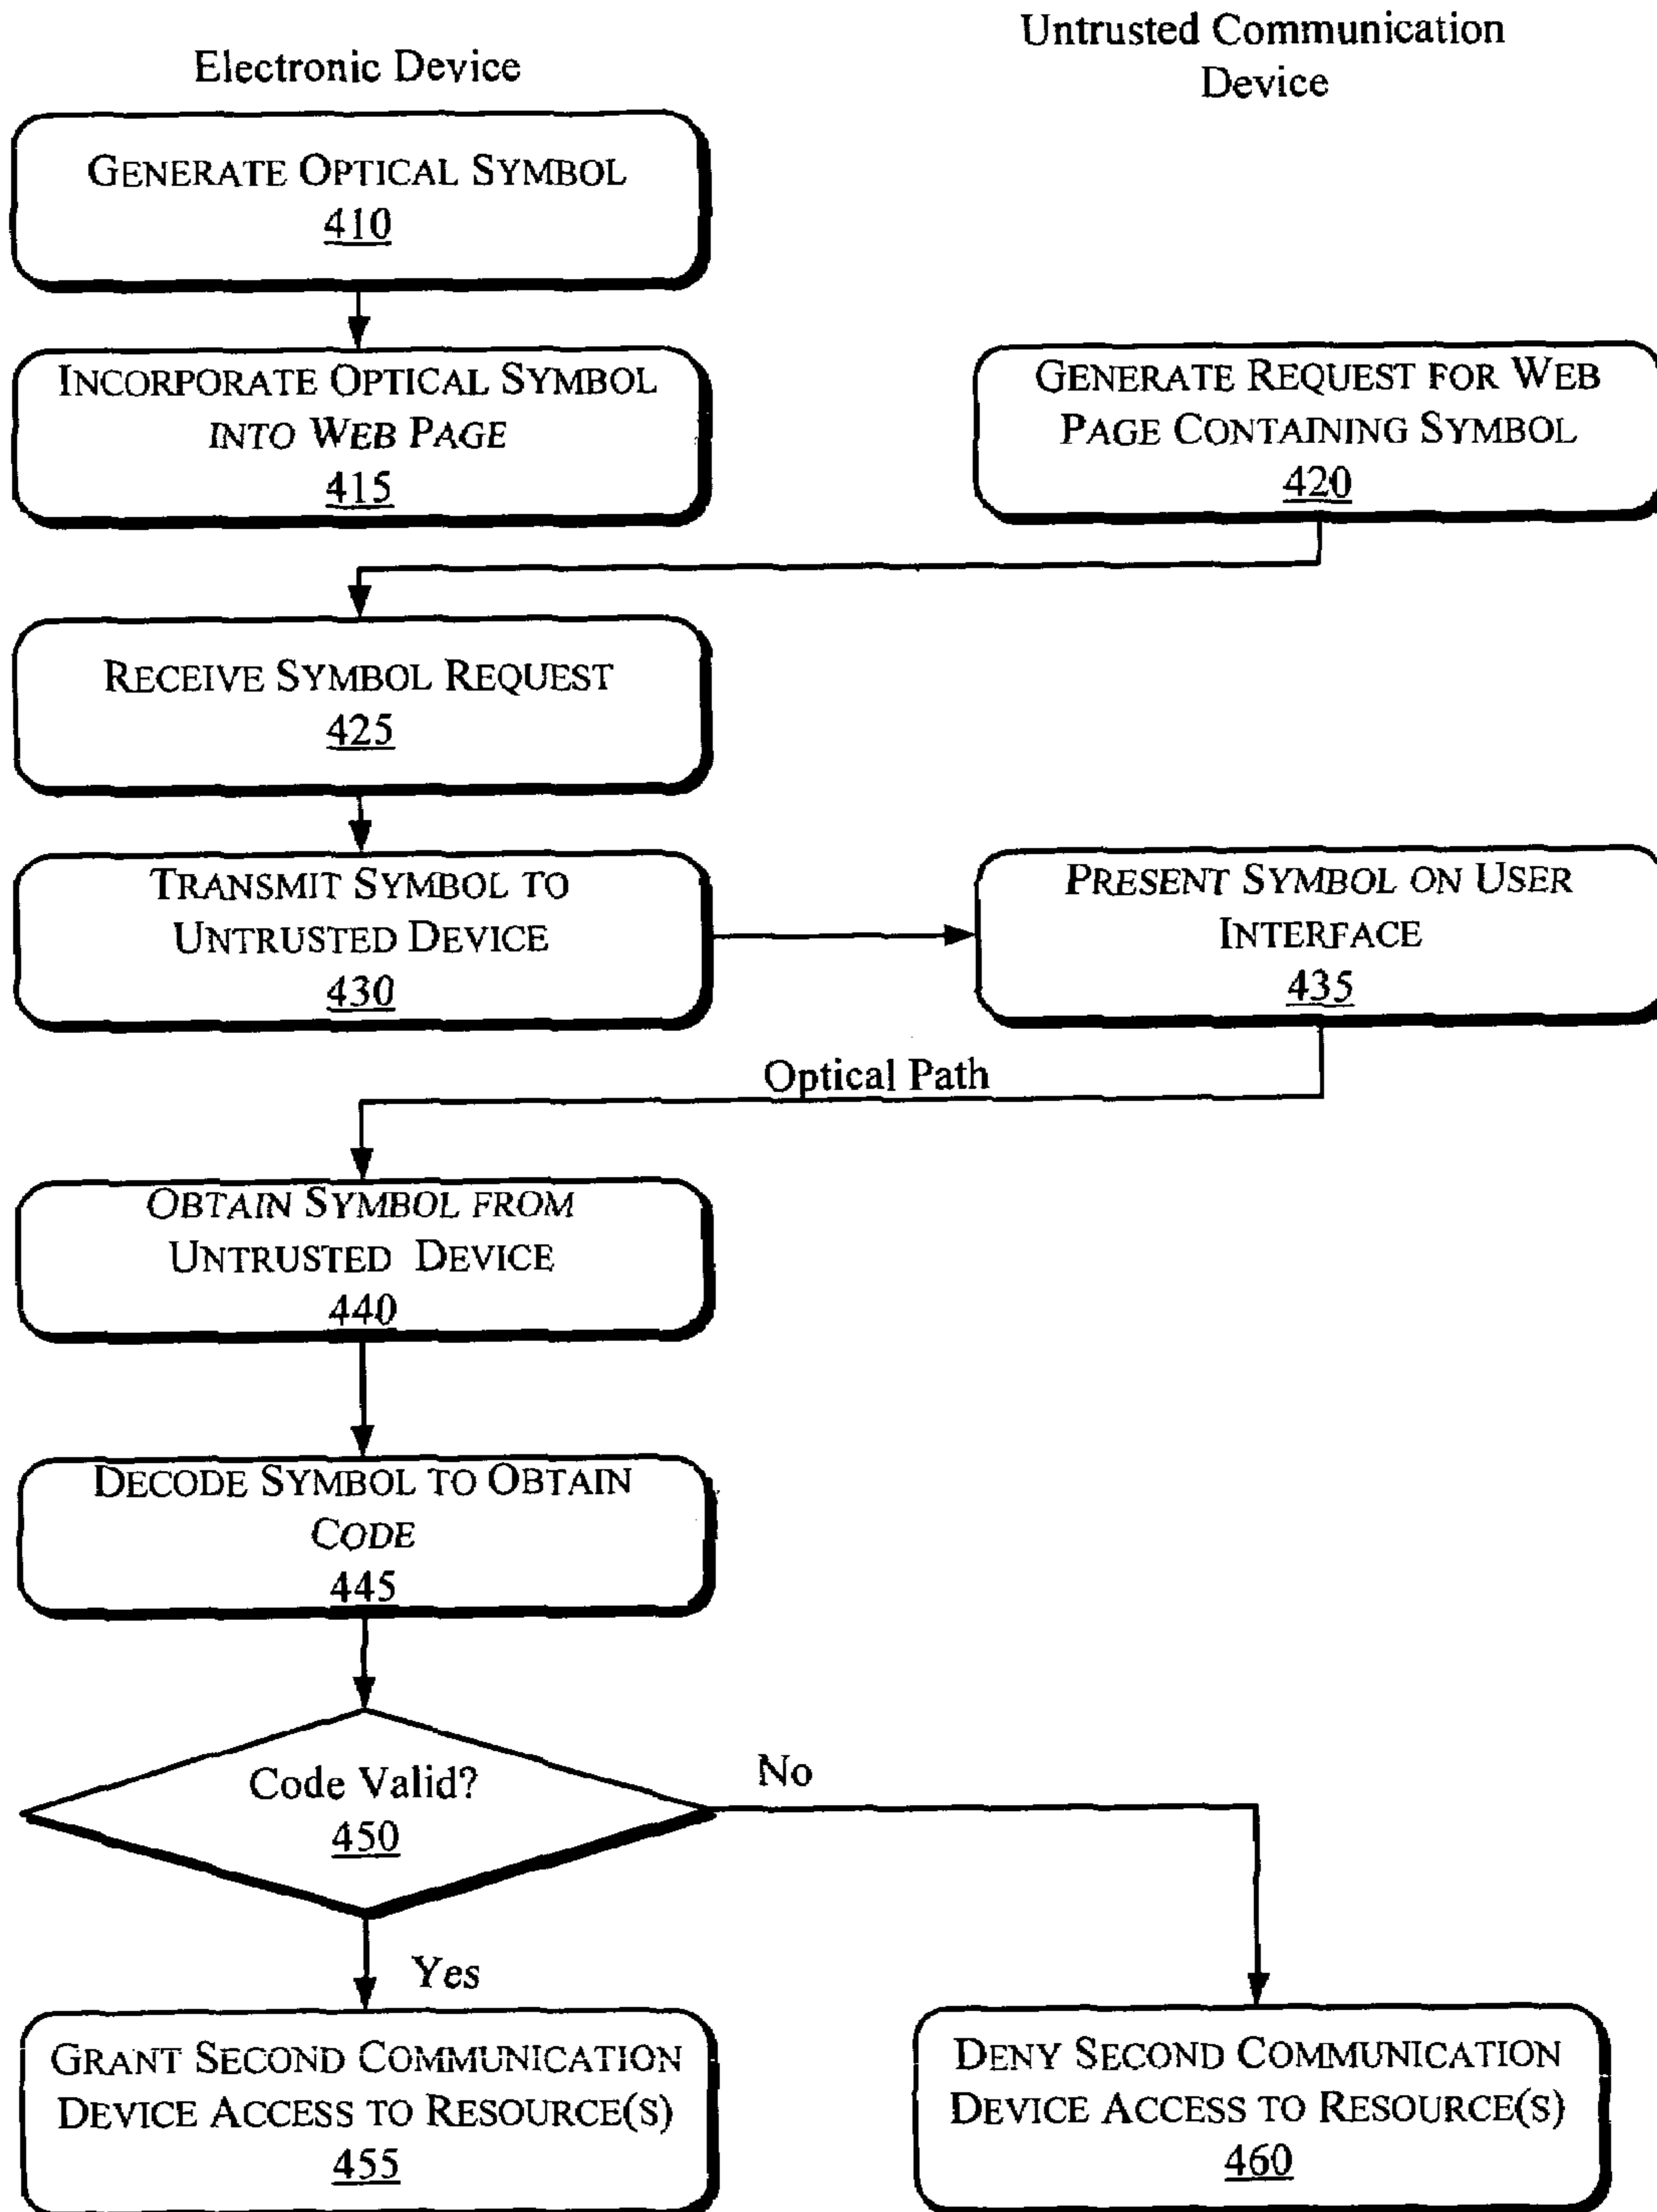 Electronic Device
Untrusted Communication
Device
GENERATE OPTICAL SYMBOL
410
INCORPORATE OPTICAL SYMBOL
INTO WEB PAGE
415
GENERATE REQUEST FOR WEB
PAGE CONTAINING SYMBOL
420
RECEIVE SYMBOL REQUEST
425
TRANSMIT SYMBOL TO
UNTRUSTED DEVICE
430
PRESENT SYMBOL ON USER
INTERFACE
435
Optical Path
OBTAIN SYMBOL FROM
UNTRUSTED DEVICE
440
DECODE SYMBOL TO OBTAIN
CODE
445
Code Valid?
450
No
Yes
GRANT SECOND COMMUNICATION
DEVICE ACCESS TO RESOURCE(S)
455
DENY SECOND COMMUNICATION
DEVICE ACCESS TO RESOURCE(S)
460